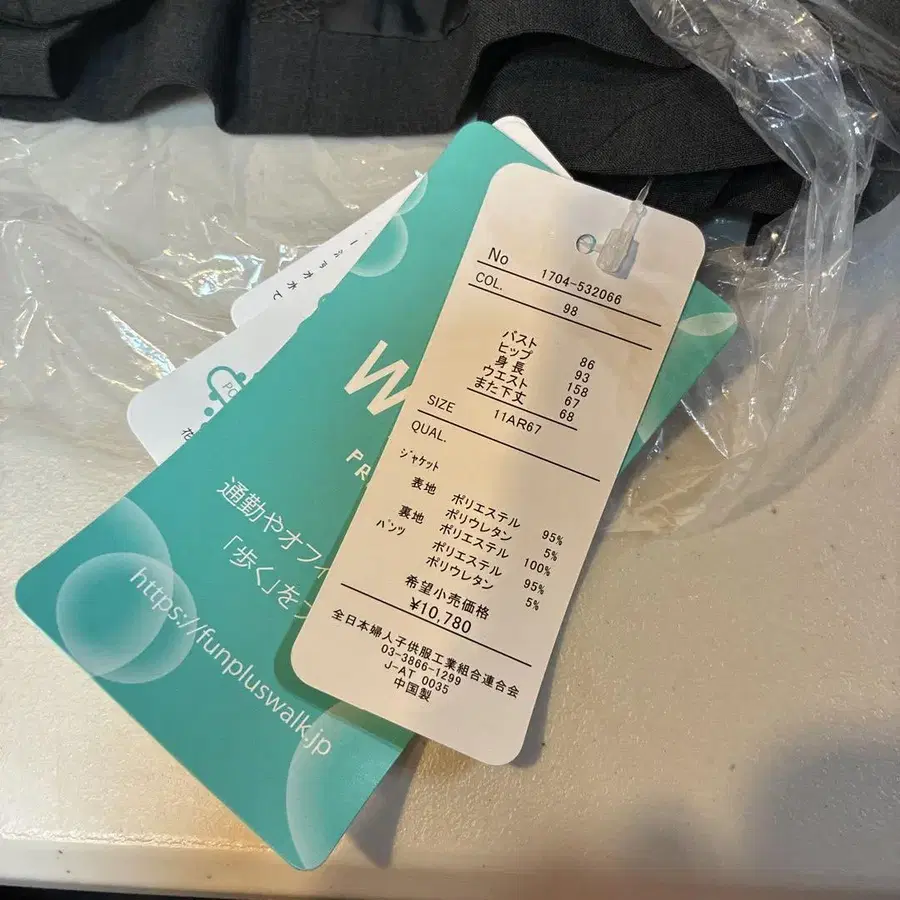 No 1704-532066
COL. 98
バスト 86
ヒップ 93
身長 158
ウエスト 67
また下丈 68
SIZE 11AR67
QUAL.
ジャケット
表地 ポリエステル 95%
ポリウレタン 5%
裏地 ポリエステル 100%
パンツ ポリエステル 95%
ポリウレタン 5%
希望小売価格
¥10,780
全日本婦人子供服工業組合連合会
03-3866-1299
J-AT 0035
中国製
W
PR
通勤やオフィ
「歩く」を
https://funpluswalk.jp
PO
花